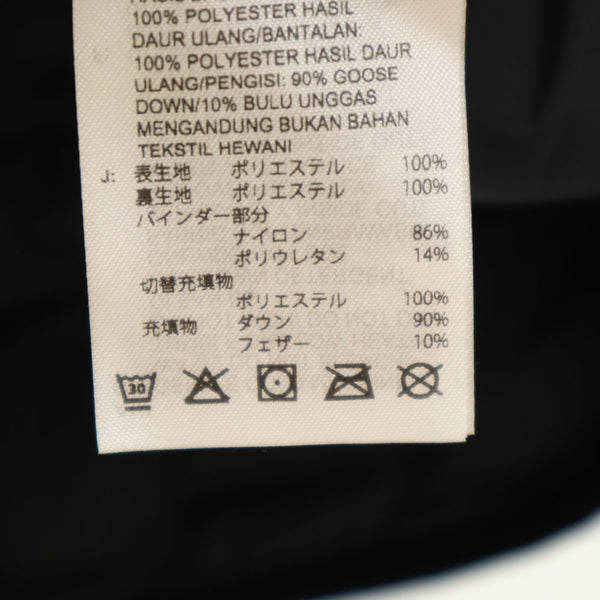 100% POLYESTER HASIL
DAUR ULANG/BANTALAN:
100% POLYESTER HASIL DAUR
ULANG/PENGISI: 90% GOOSE
DOWN/10% BULU UNGGAS
MENGANDUNG BUKAN BAHAN
TEKSTIL HEWANI
J: 表生地 ポリエステル 100%
裏生地 ポリエステル 100%
バインダー部分
ナイロン 86%
ポリウレタン 14%
切替充填物
ポリエステル 100%
充填物 ダウン 90%
フェザー 10%
30